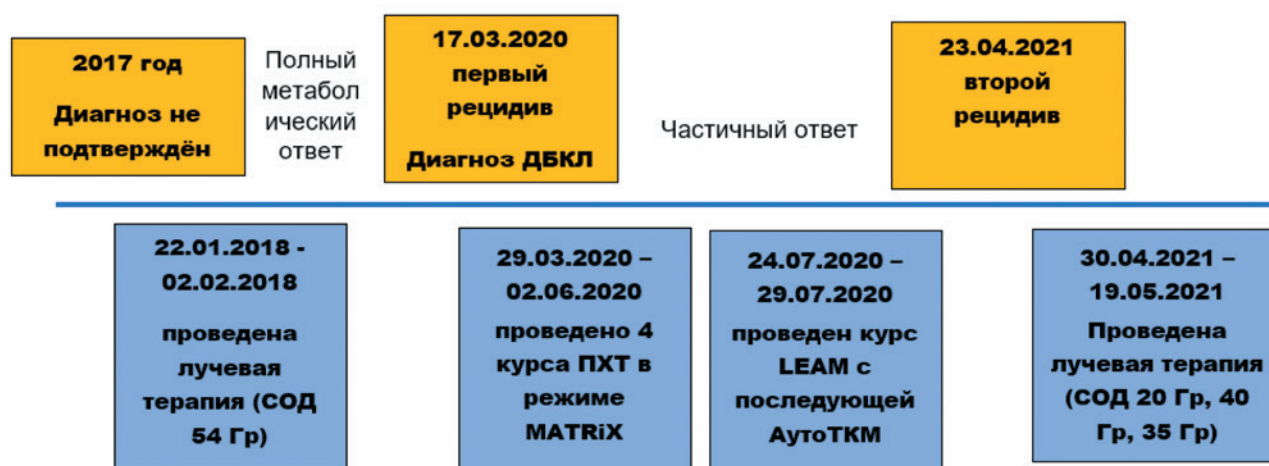 2017 год
Диагноз не
подтверждён
Полный
метабол
ический
ответ
17.03.2020
первый
рецидив
Диагноз ДБКЛ
Частичный ответ
23.04.2021
второй
рецидив
22.01.2018 -
02.02.2018
проведена
лучевая
терапия (СОД
54 Гр)
29.03.2020 –
02.06.2020
проведено 4
курса ПХТ в
режиме
MATRiX
24.07.2020 –
29.07.2020
проведен курс
LEAM с
последующей
АутоТКМ
30.04.2021 –
19.05.2021
Проведена
лучевая терапия
(СОД 20 Гр, 40
Гр, 35 Гр)